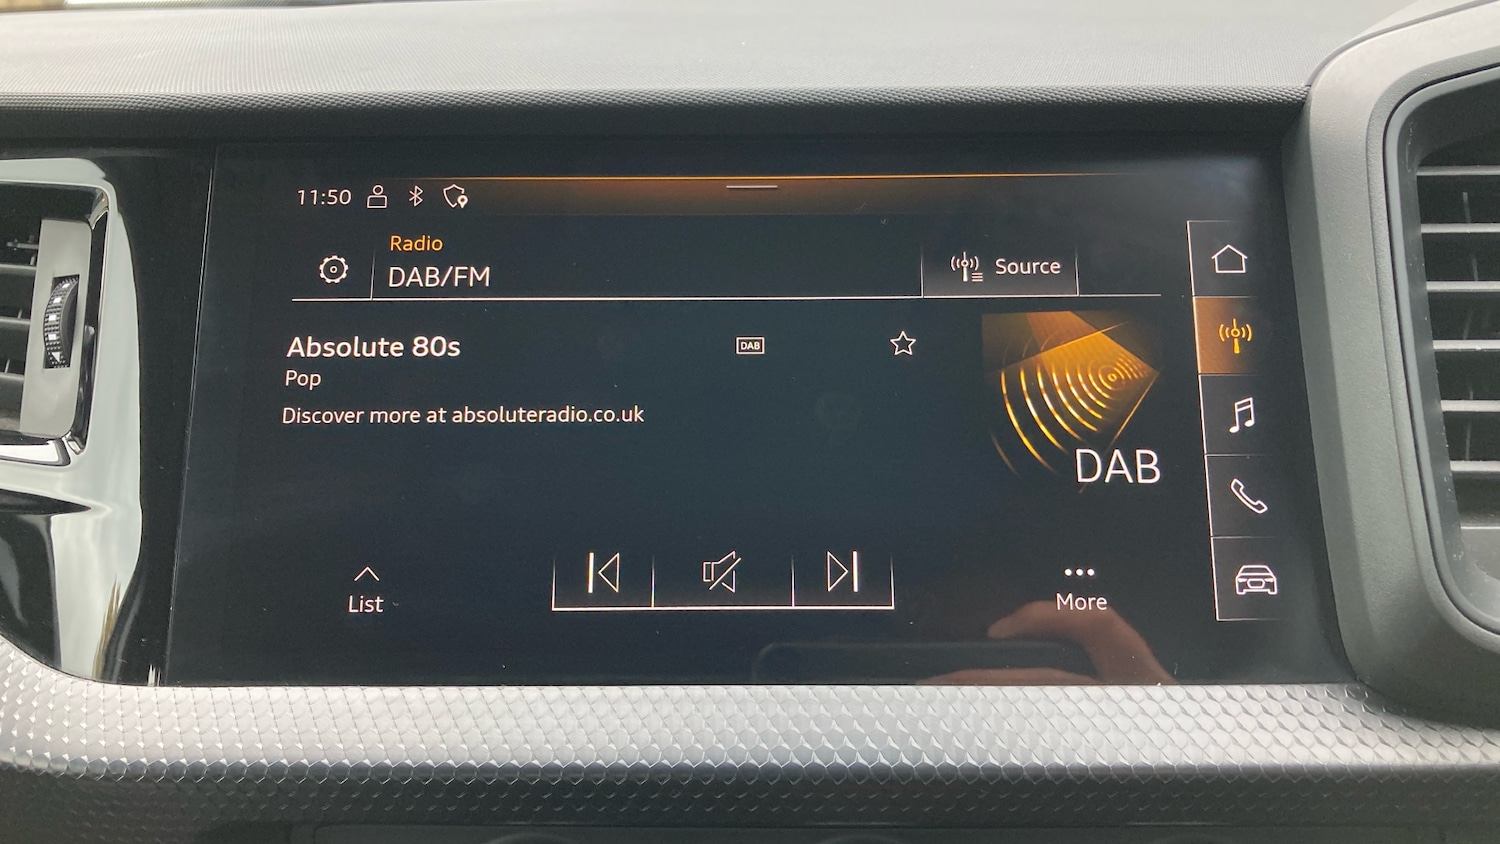 11:50
Radio
DAB/FM
Source
Absolute 80s
DAB
Pop
Discover more at absoluteradio.co.uk
DAB
List
More